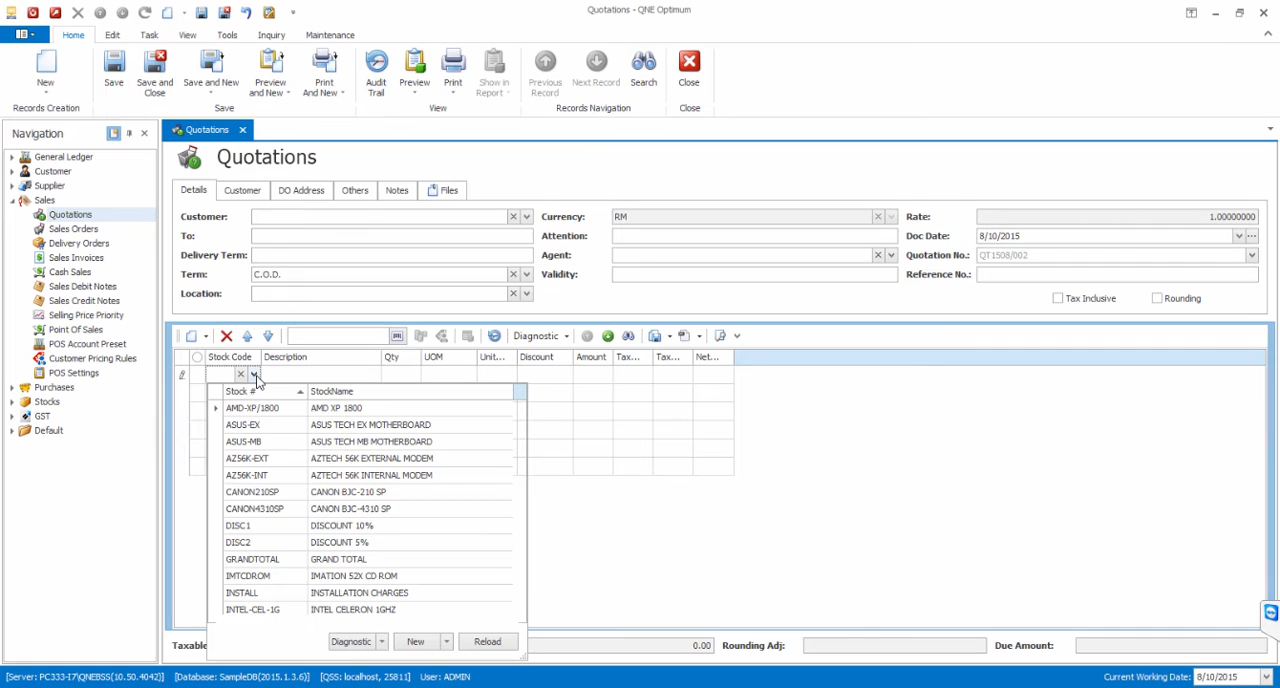 Quotations - QNE Optimum
Home Edit Task View Tools Inquiry Maintenance
New Save Save and Close Save and New Preview and New Print And New Audit Trail Preview Print Show in Report Previous Record Next Record Search Close
Records Creation Save View Records Navigation Close
Navigation
General Ledger
Customer
Supplier
Sales
Quotations
Sales Orders
Delivery Orders
Sales Invoices
Cash Sales
Sales Debit Notes
Sales Credit Notes
Selling Price Priority
Point Of Sales
POS Account Preset
Customer Pricing Rules
POS Settings
Purchases
Stocks
GST
Default
Quotations
Quotations
Details Customer DO Address Others Notes Files
Customer: Currency: RM Rate: 1.00000000
To: Attention: Doc Date: 8/10/2015
Delivery Term: Agent: Quotation No.: QT1508/002
Term: C.O.D. Validity: Reference No.:
Location: Tax Inclusive Rounding
Diagnostic
Stock Code Description Qty UOM Unit... Discount Amount Tax... Tax... Net...
Stock # StockName
AMD-XP/1800 AMD XP 1800
ASUS-EX ASUS TECH EX MOTHERBOARD
ASUS-MB ASUS TECH MB MOTHERBOARD
AZ56K-EXT AZTECH 56K EXTERNAL MODEM
AZ56K-INT AZTECH 56K INTERNAL MODEM
CANON210SP CANON BJC-210 SP
CANON4310SP CANON BJC-4310 SP
DISC1 DISCOUNT 10%
DISC2 DISCOUNT 5%
GRANDTOTAL GRAND TOTAL
IMTCDROM IMATION 52X CD ROM
INSTALL INSTALLATION CHARGES
INTEL-CEL-1G INTEL CELERON 1GHZ
Diagnostic New Reload
Taxable 0.00 Rounding Adj: Due Amount:
[Server: PC333-I7\QNEBSS(10.50.4042)] [Database: SampleDB(2015.1.3.6)] [QSS: localhost, 25811] User: ADMIN Current Working Date: 8/10/2015